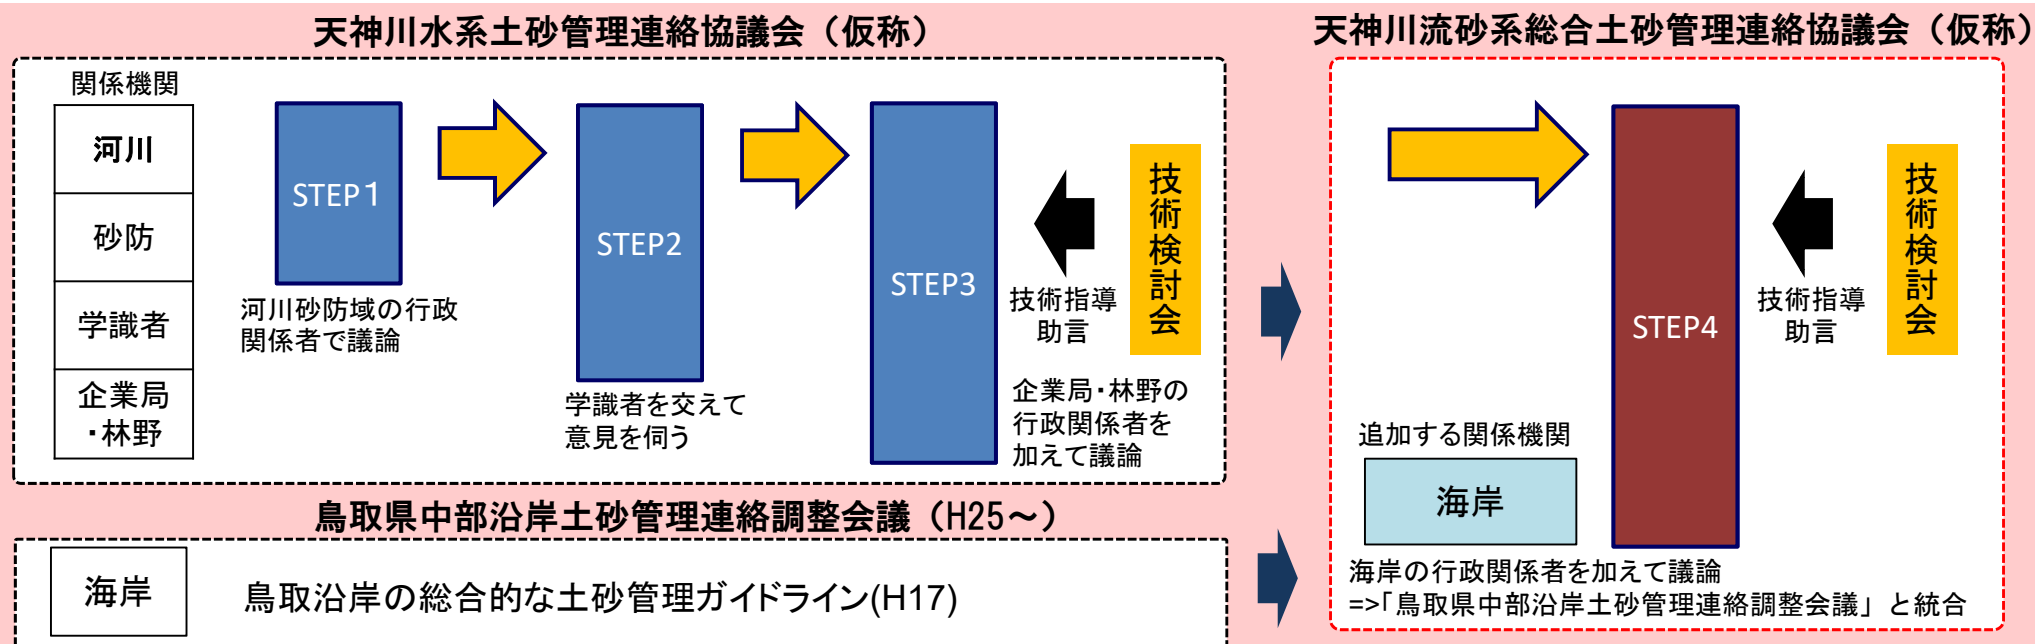 天神川水系土砂管理連絡協議会（仮称）
関係機関
河川
砂防
学識者
企業局
・林野
STEP１
河川砂防域の行政
関係者で議論
STEP2
学識者を交えて
意見を伺う
STEP3
技術指導
助言
技術検討会
企業局・林野の
行政関係者を
加えて議論
鳥取県中部沿岸土砂管理連絡調整会議（H25～）
海岸
鳥取沿岸の総合的な土砂管理ガイドライン(H17)
天神川流砂系総合土砂管理連絡協議会（仮称）
STEP4
技術指導
助言
技術検討会
追加する関係機関
海岸
海岸の行政関係者を加えて議論
=>「鳥取県中部沿岸土砂管理連絡調整会議」と統合